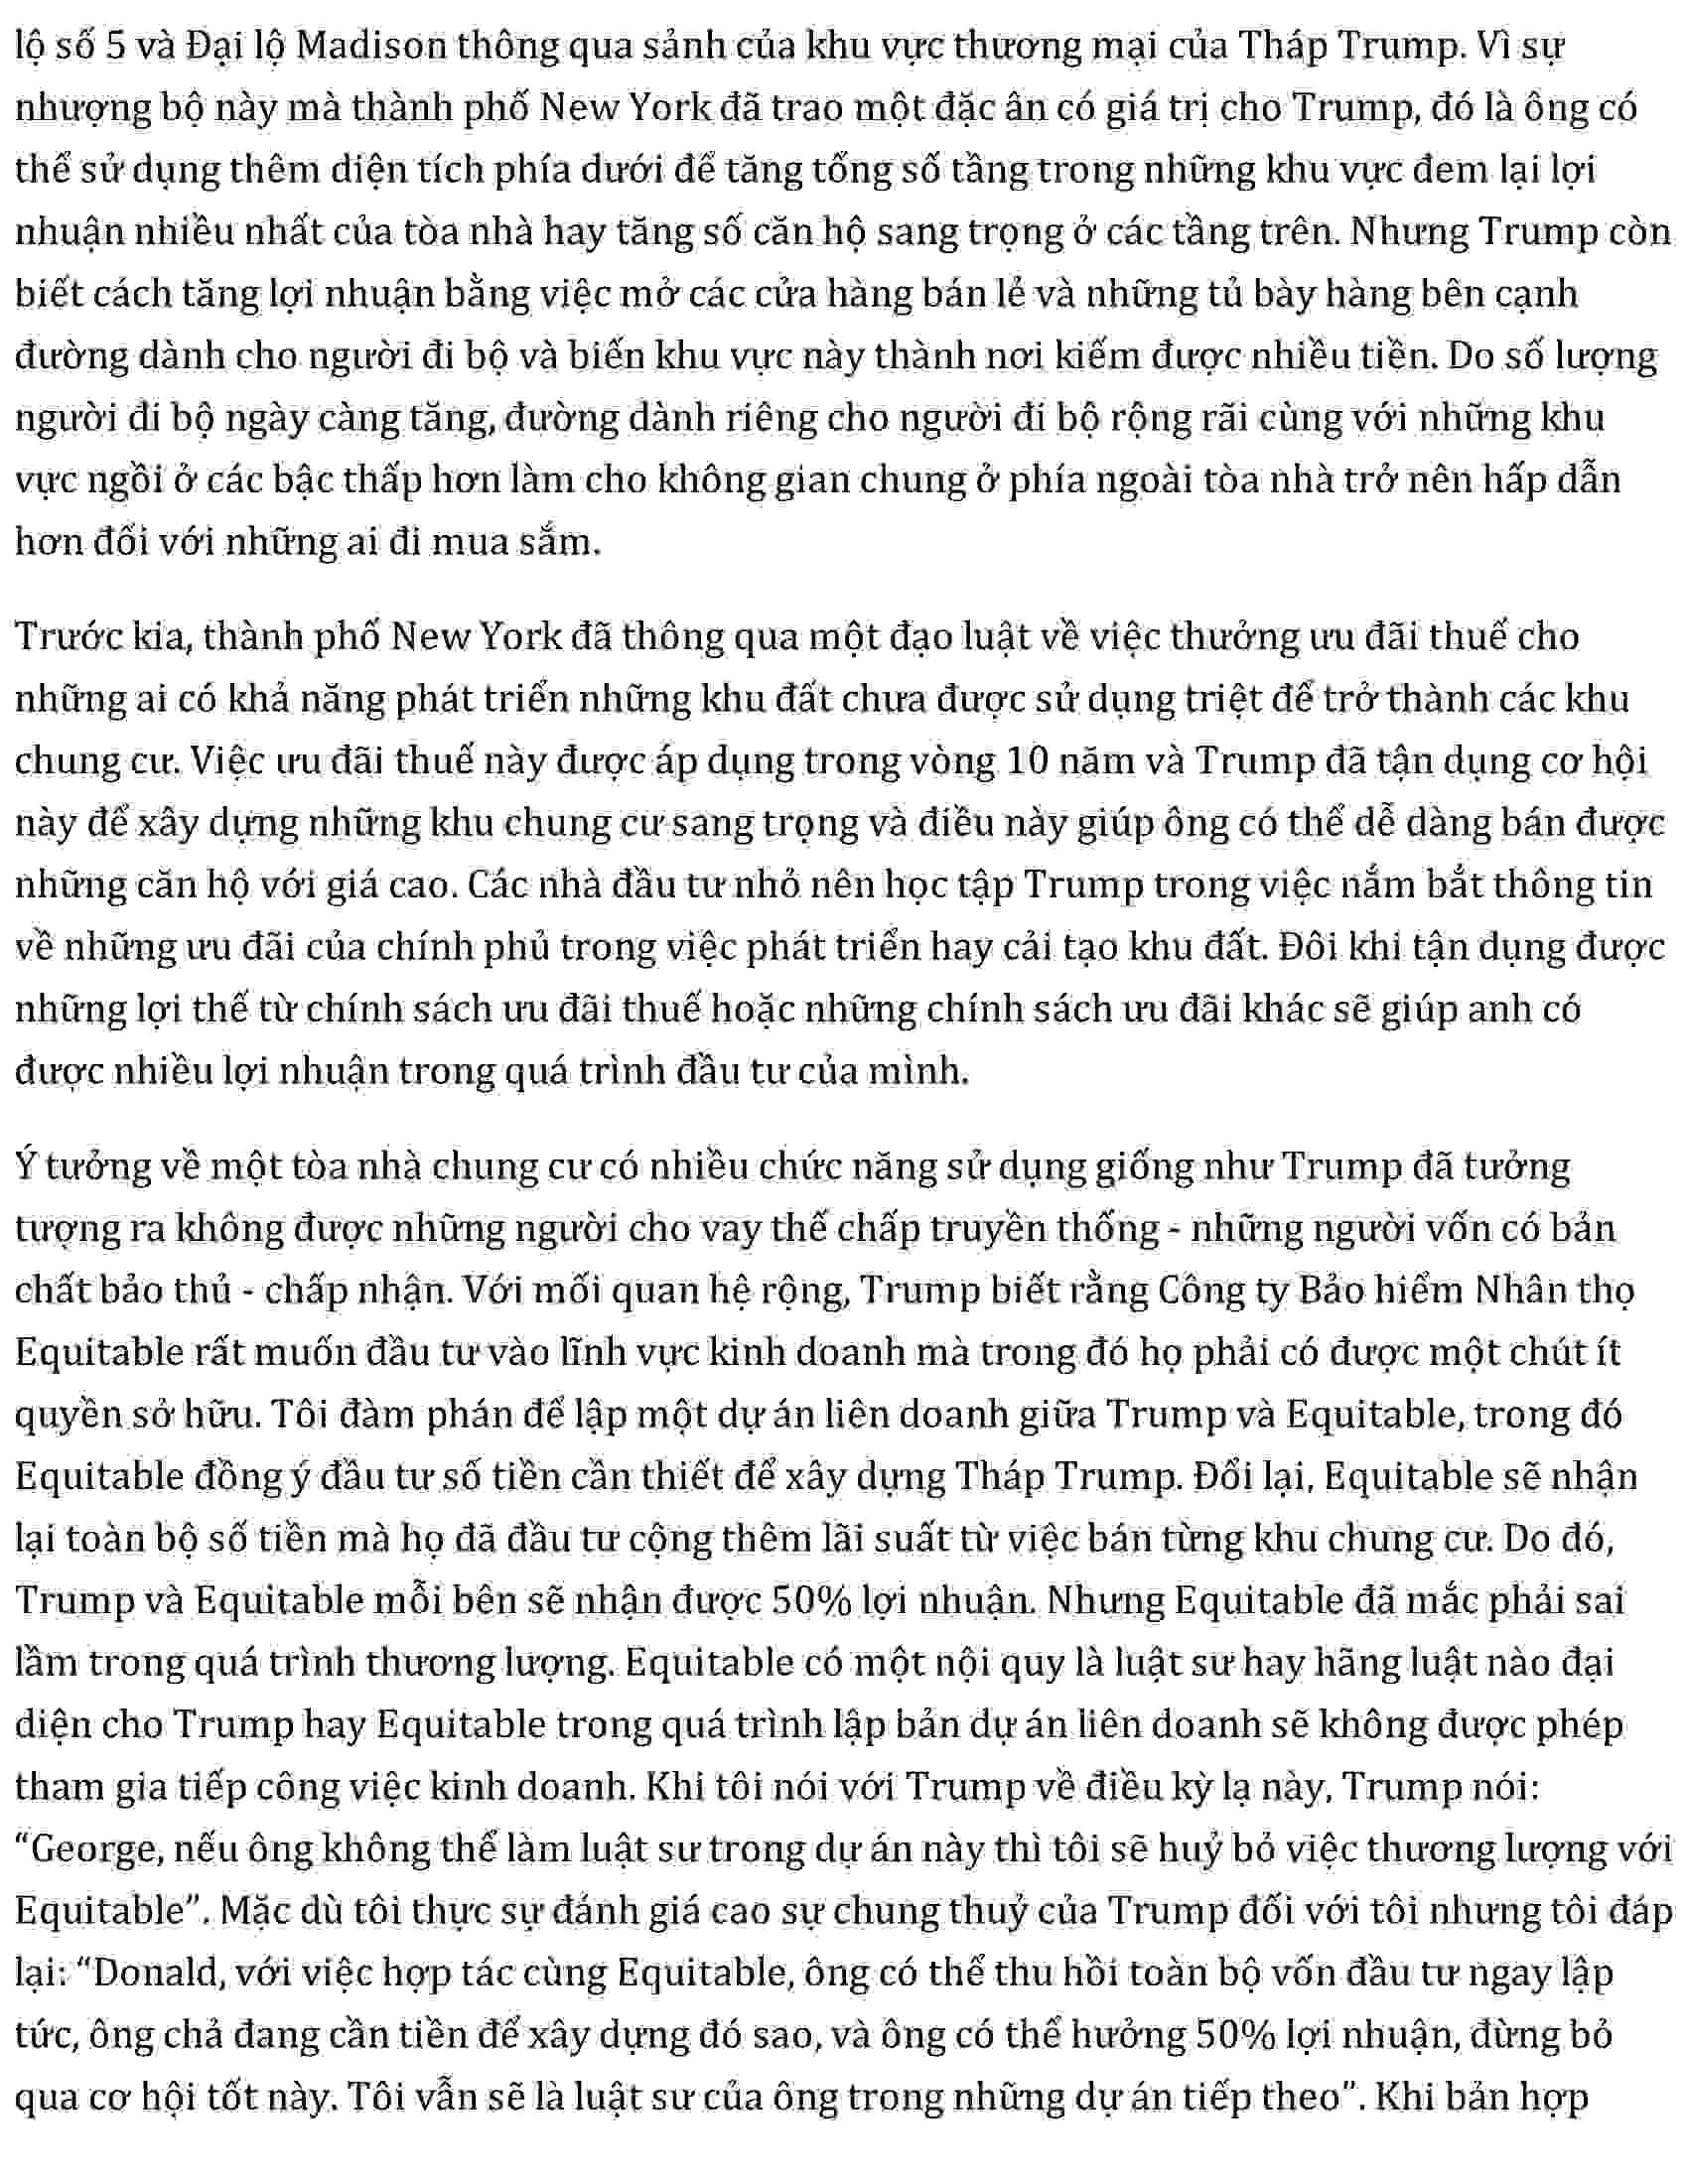 lộ số 5 và Đại lộ Madison thông qua sảnh của khu vực thương mại của Tháp Trump. Vì sự
nhượng bộ này mà thành phố New York đã trao một đặc ân có giá trị cho Trump, đó là ông có
thể sử dụng thêm diện tích phía dưới để tăng tổng số tầng trong những khu vực đem lại lợi
nhuận nhiều nhất của tòa nhà hay tăng số căn hộ sang trọng ở các tầng trên. Nhưng Trump còn
biết cách tăng lợi nhuận bằng việc mở các cửa hàng bán lẻ và những tủ bày hàng bên cạnh
đường dành cho người đi bộ và biến khu vực này thành nơi kiếm được nhiều tiền. Do số lượng
người đi bộ ngày càng tăng, đường dành riêng cho người đi bộ rộng rãi cùng với những khu
vực ngồi ở các bậc thấp hơn làm cho không gian chung ở phía ngoài tòa nhà trở nên hấp dẫn
hơn đối với những ai đi mua sắm.
Trước kia, thành phố New York đã thông qua một đạo luật về việc thưởng ưu đãi thuế cho
những ai có khả năng phát triển những khu đất chưa được sử dụng triệt để trở thành các khu
chung cư. Việc ưu đãi thuế này được áp dụng trong vòng 10 năm và Trump đã tận dụng cơ hội
này để xây dựng những khu chung cư sang trọng và điều này giúp ông có thể dễ dàng bán được
những căn hộ với giá cao. Các nhà đầu tư nhỏ nên học tập Trump trong việc nắm bắt thông tin
về những ưu đãi của chính phủ trong việc phát triển hay cải tạo khu đất. Đôi khi tận dụng được
những lợi thế từ chính sách ưu đãi thuế hoặc những chính sách ưu đãi khác sẽ giúp anh có
được nhiều lợi nhuận trong quá trình đầu tư của mình.
Ý tưởng về một tòa nhà chung cư có nhiều chức năng sử dụng giống như Trump đã tưởng
tượng ra không được những người cho vay thế chấp truyền thống - những người vốn có bản
chất bảo thủ - chấp nhận. Với mối quan hệ rộng, Trump biết rằng Công ty Bảo hiểm Nhân thọ
Equitable rất muốn đầu tư vào lĩnh vực kinh doanh mà trong đó họ phải có được một chút ít
quyền sở hữu. Tôi đàm phán để lập một dự án liên doanh giữa Trump và Equitable, trong đó
Equitable đồng ý đầu tư số tiền cần thiết để xây dựng Tháp Trump. Đổi lại, Equitable sẽ nhận
lại toàn bộ số tiền mà họ đã đầu tư cộng thêm lãi suất từ việc bán từng khu chung cư. Do đó,
Trump và Equitable mỗi bên sẽ nhận được 50% lợi nhuận. Nhưng Equitable đã mắc phải sai
lầm trong quá trình thương lượng. Equitable có một nội quy là luật sư hay hãng luật nào đại
diện cho Trump hay Equitable trong quá trình lập bản dự án liên doanh sẽ không được phép
tham gia tiếp công việc kinh doanh. Khi tôi nói với Trump về điều kỳ lạ này, Trump nói:
“George, nếu ông không thể làm luật sư trong dự án này thì tôi sẽ huỷ bỏ việc thương lượng với
Equitable”. Mặc dù tôi thực sự đánh giá cao sự chung thuỷ của Trump đối với tôi nhưng tôi đáp
lại: “Donald, với việc hợp tác cùng Equitable, ông có thể thu hồi toàn bộ vốn đầu tư ngay lập
tức, ông chả đang cần tiền để xây dựng đó sao, và ông có thể hưởng 50% lợi nhuận, đừng bỏ
qua cơ hội tốt này. Tôi vẫn sẽ là luật sư của ông trong những dự án tiếp theo”. Khi bản hợp